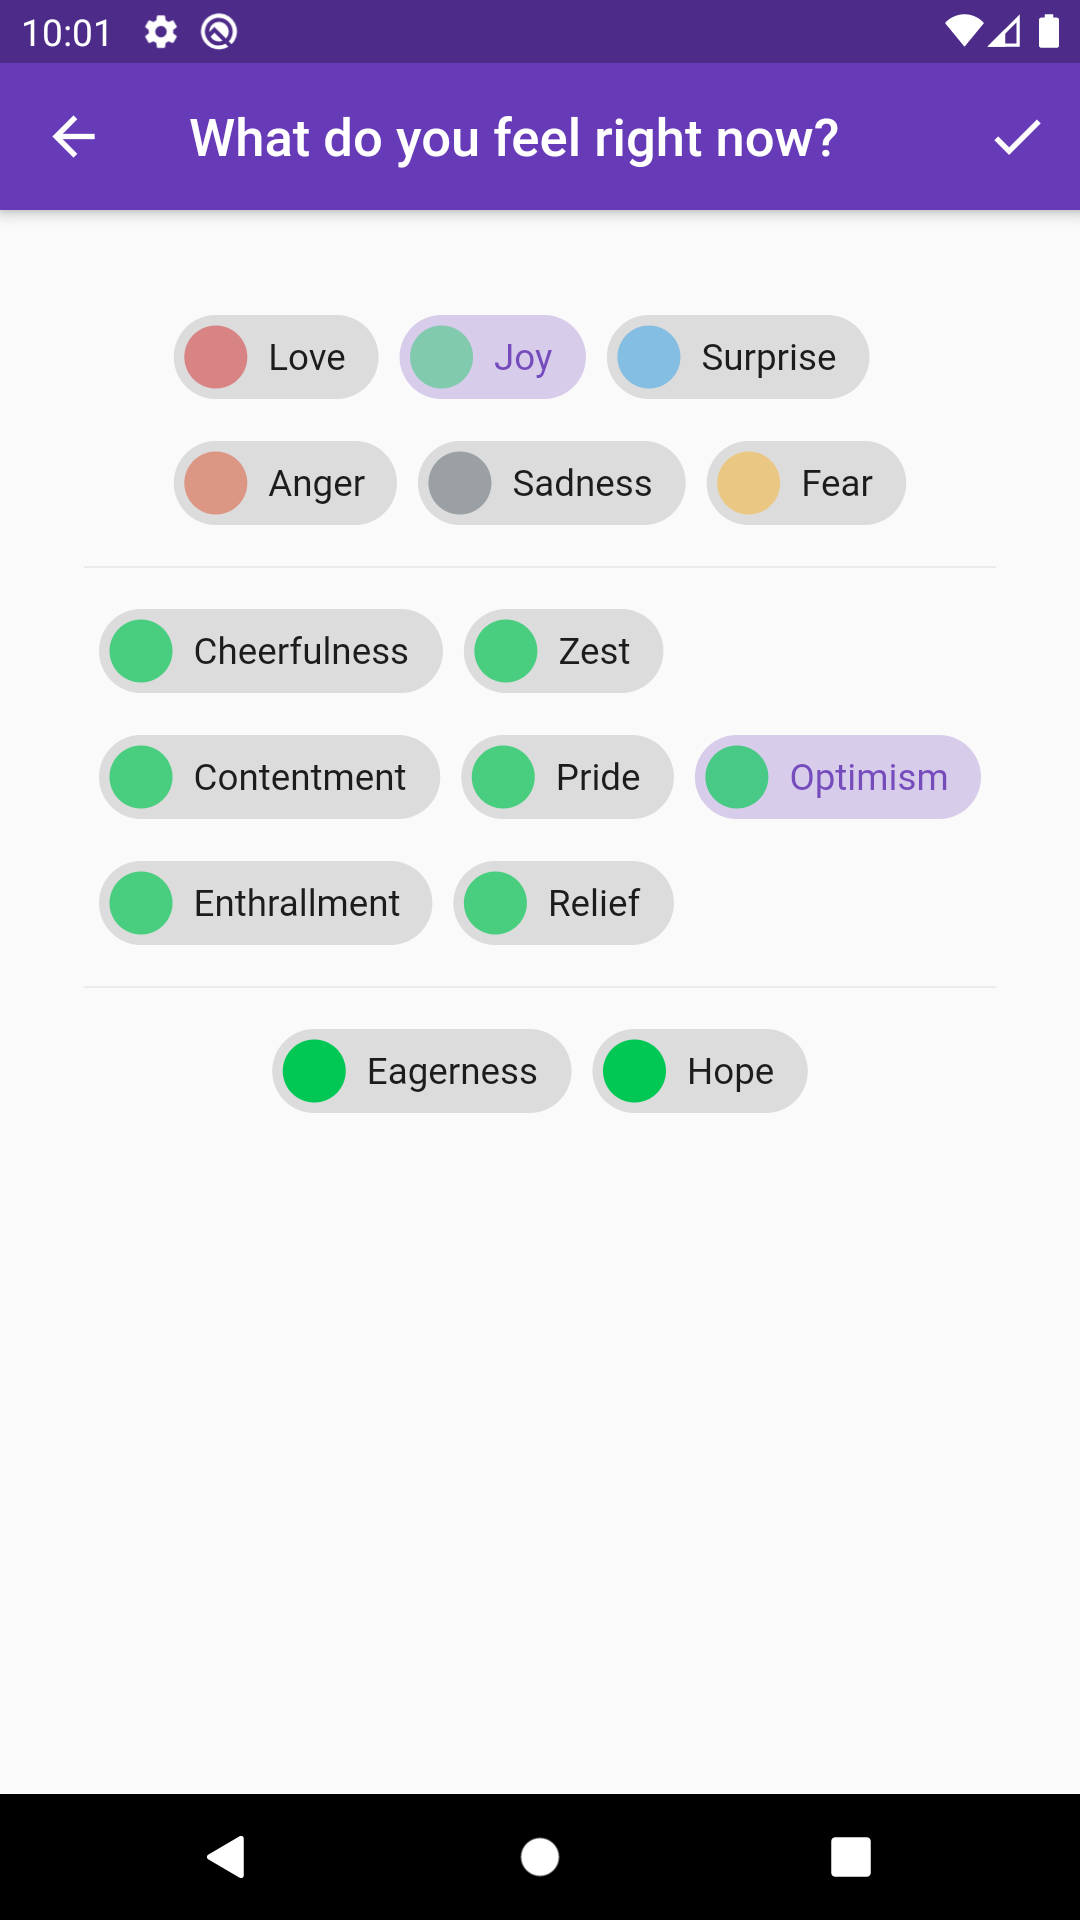 10:01
What do you feel right now?
Love Joy Surprise
Anger Sadness Fear
Cheerfulness Zest
Contentment Pride Optimism
Enthrallment Relief
Eagerness Hope